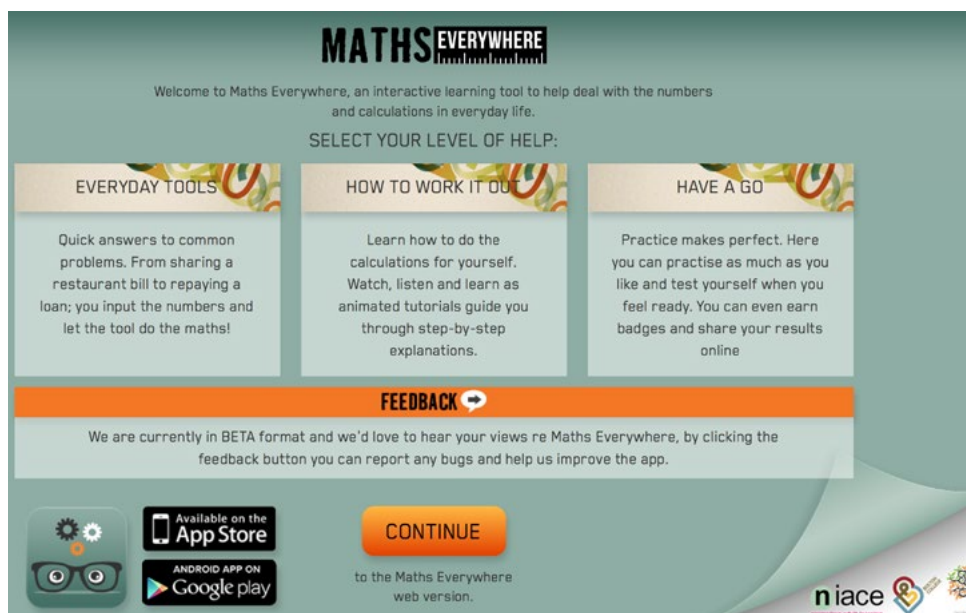 MATHS EVERYWHERE
Welcome to Maths Everywhere, an interactive learning tool to help deal with the numbers
and calculations in everyday life.
SELECT YOUR LEVEL OF HELP:
EVERYDAY TOOLS
Quick answers to common
problems. From sharing a
restaurant bill to repaying a
loan; you input the numbers and
let the tool do the maths!
HOW TO WORK IT OUT
Learn how to do the
calculations for yourself.
Watch, listen and learn as
animated tutorials guide you
through step-by-step
explanations.
HAVE A GO
Practice makes perfect. Here
you can practise as much as you
like and test yourself when you
feel ready. You can even earn
badges and share your results
online
FEEDBACK
We are currently in BETA format and we'd love to hear your views re Maths Everywhere, by clicking the
feedback button you can report any bugs and help us improve the app.
Available on the
App Store
ANDROID APP ON
Google play
CONTINUE
to the Maths Everywhere
web version.
niace